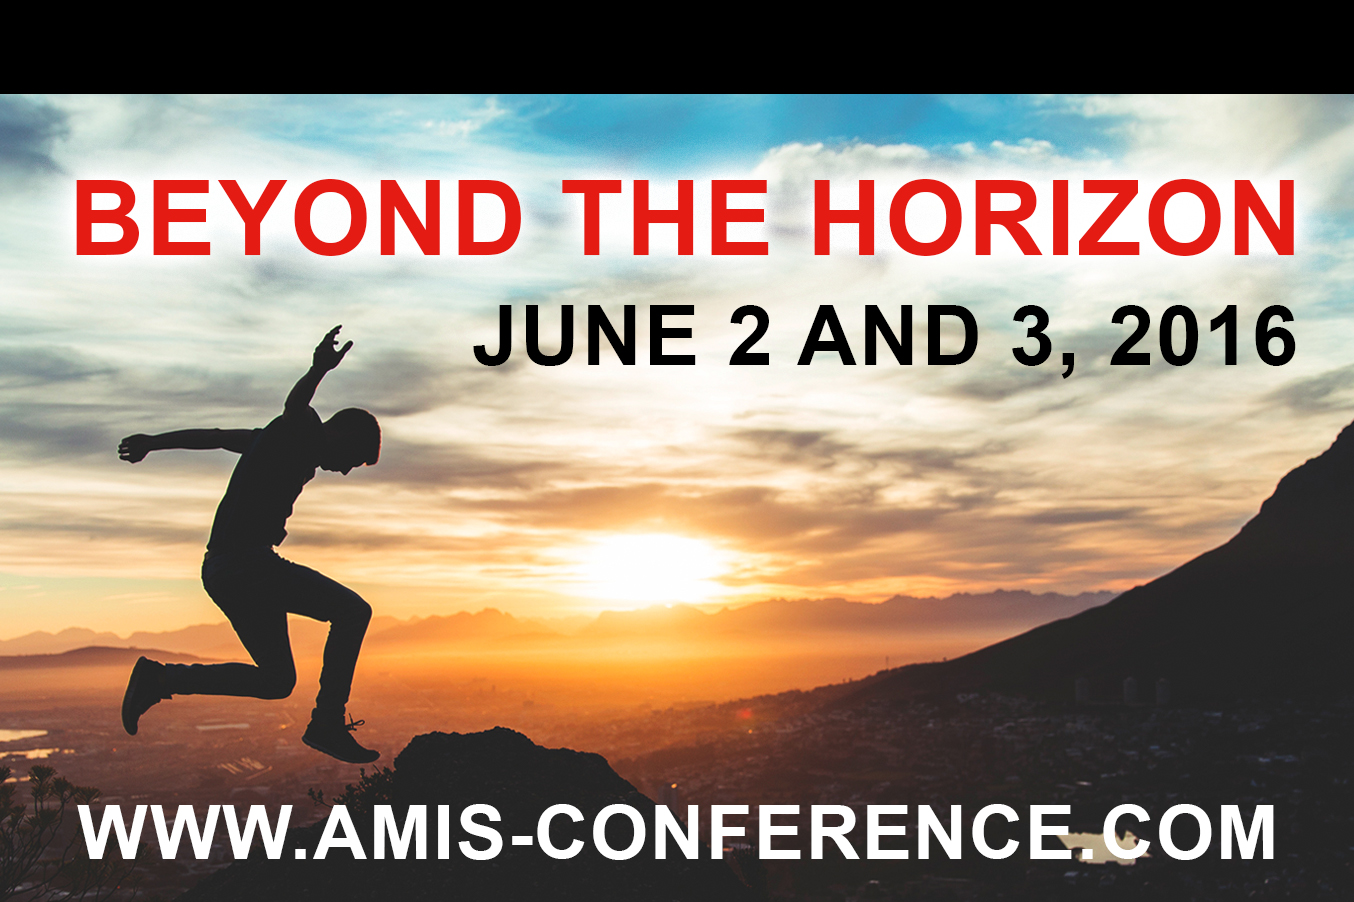 BEYOND THE HORIZON
JUNE 2 AND 3, 2016
WWW.AMIS-CONFERENCE.COM